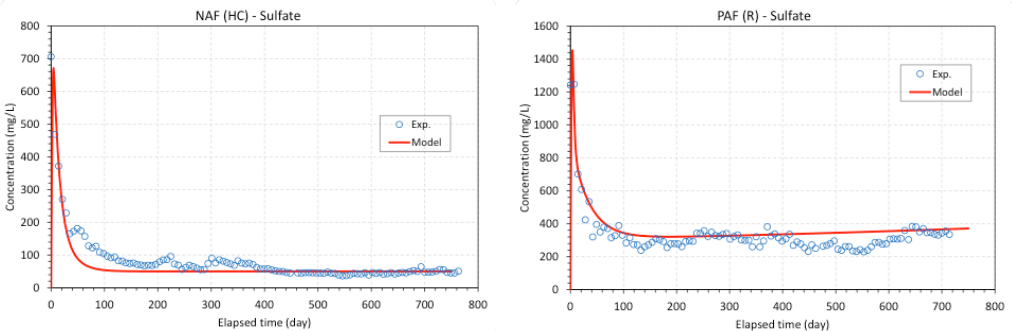 NAF (HC) - Sulfate
800
700
600
500
400
300
200
100
0
Concentration (mg/L)
Exp.
Model
0 100 200 300 400 500 600 700 800
Elapsed time (day)
PAF (R) - Sulfate
1600
1400
1200
1000
800
600
400
200
0
Concentration (mg/L)
Exp.
Model
0 100 200 300 400 500 600 700 800
Elapsed time (day)